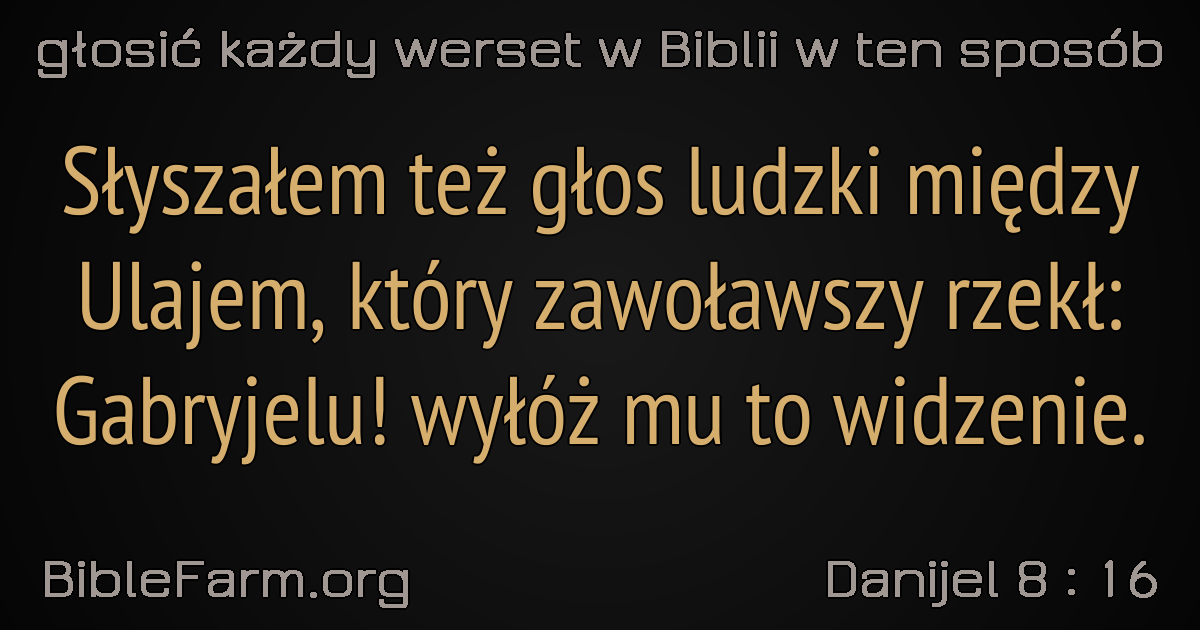 głosić każdy werset w Biblii w ten sposób
Słyszałem też głos ludzki między
Ulajem, który zawoławszy rzekł:
Gabryjelu! wyłóż mu to widzenie.
BibleFarm.org
Danijel 8 : 16